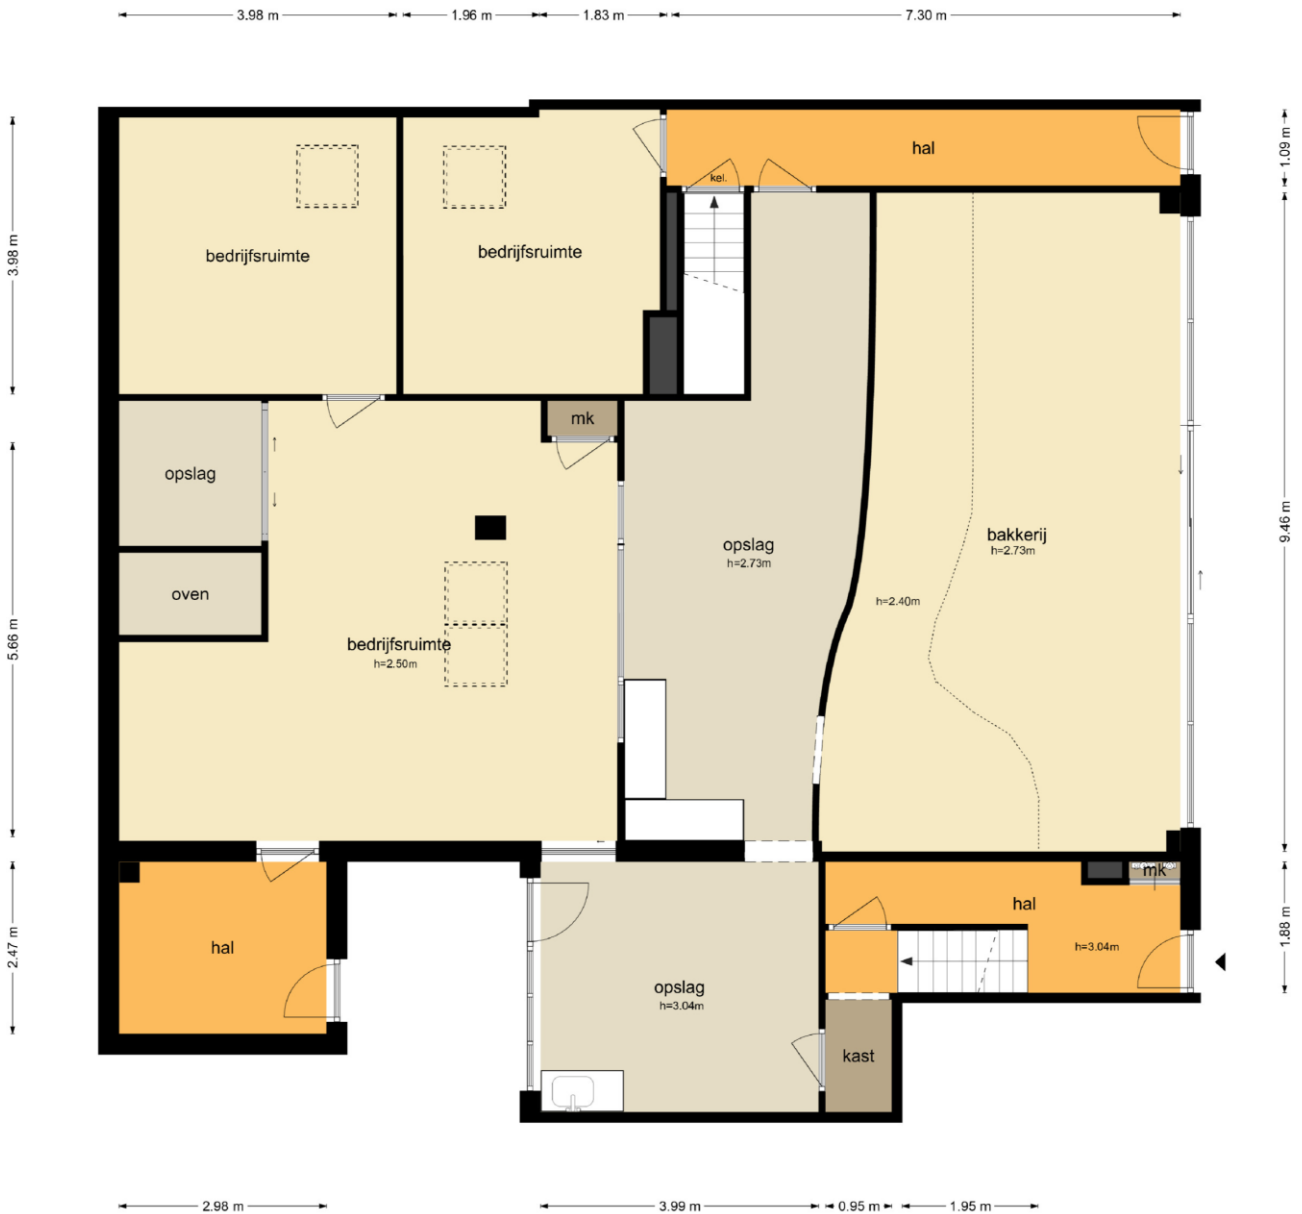 3.98 m
1.96 m
1.83 m
7.30 m
hal
1.09 m
kel.
3.98 m
bedrijfsruimte
bedrijfsruimte
mk
opslag
9.46 m
bakkerij
h=2.73m
opslag
h=2.73m
oven
h=2.40m
5.66 m
bedrijfsruimte
h=2.50m
mk
hal
1.88 m
h=3.04m
2.47 m
hal
opslag
h=3.04m
kast
2.98 m
3.99 m
0.95 m
1.95 m